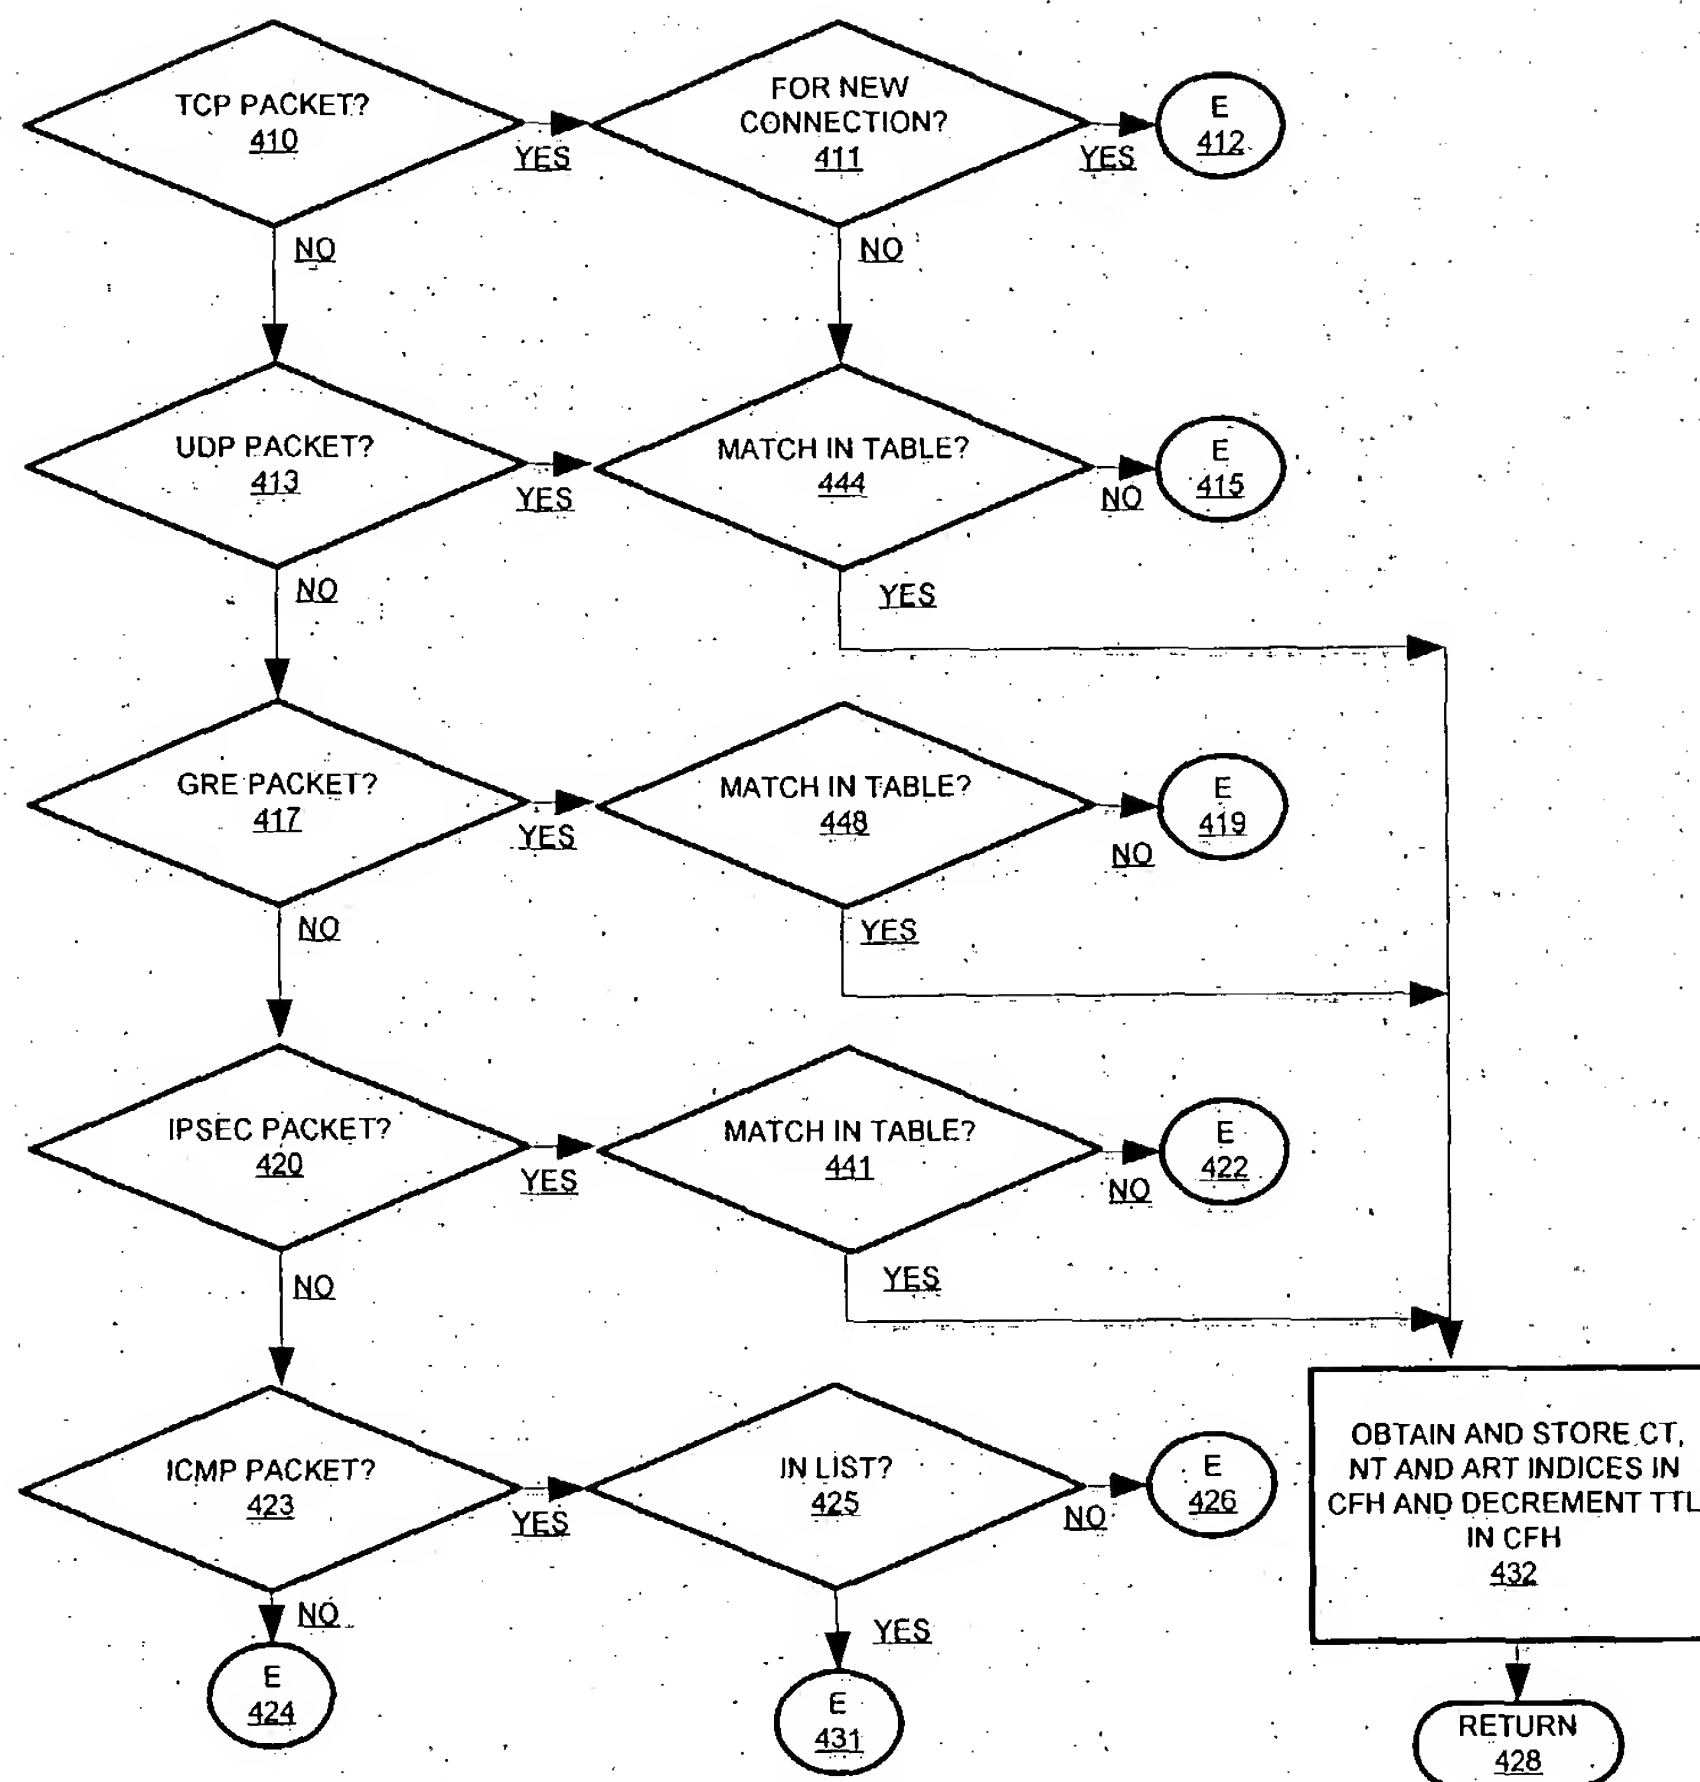 TCP PACKET?
410
YES
NO
FOR NEW
CONNECTION?
411
YES
NO
E
412
UDP PACKET?
413
YES
NO
MATCH IN TABLE?
444
NO
YES
E
415
GRE PACKET?
417
YES
NO
MATCH IN TABLE?
448
NO
YES
E
419
IPSEC PACKET?
420
YES
NO
MATCH IN TABLE?
441
NO
YES
E
422
ICMP PACKET?
423
YES
NO
IN LIST?
425
NO
YES
E
426
E
424
E
431
OBTAIN AND STORE CT,
NT AND ART INDICES IN
CFH AND DECREMENT TTL
IN CFH
432
RETURN
428